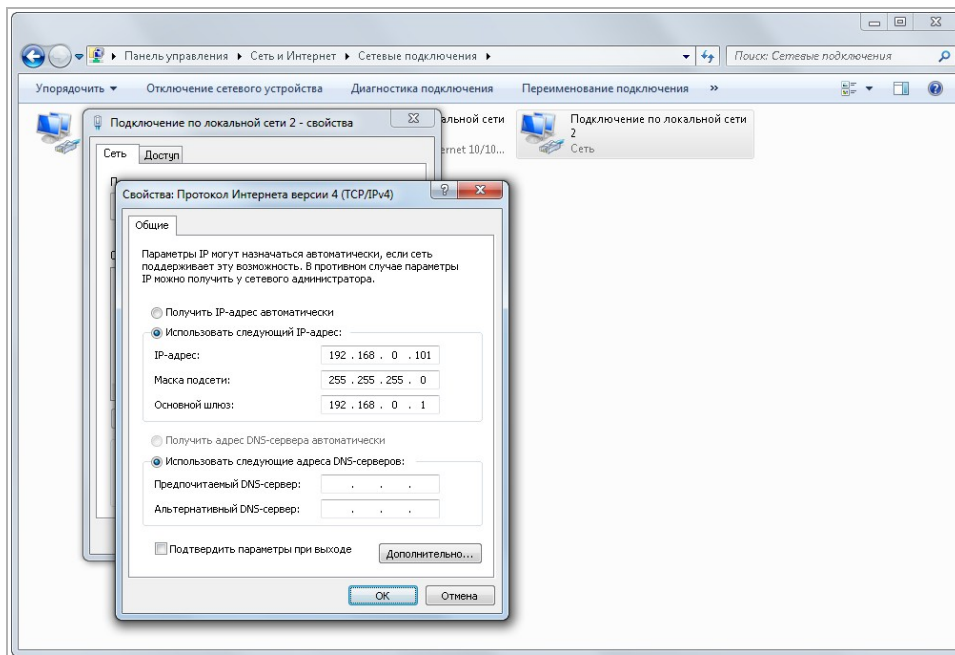 Панель управления ▸ Сеть и Интернет ▸ Сетевые подключения ▸
Поиск: Сетевые подключения
Упорядочить
Отключение сетевого устройства
Диагностика подключения
Переименование подключения
»
Подключение по локальной сети 2 - свойства
альной сети
ernet 10/10...
Подключение по локальной сети
2
Сеть
Сеть
Доступ
Свойства: Протокол Интернета версии 4 (TCP/IPv4)
Общие
Параметры IP могут назначаться автоматически, если сеть
поддерживает эту возможность. В противном случае параметры
IP можно получить у сетевого администратора.
Получить IP-адрес автоматически
Использовать следующий IP-адрес:
IP-адрес: 192 . 168 . 0 . 101
Маска подсети: 255 . 255 . 255 . 0
Основной шлюз: 192 . 168 . 0 . 1
Получить адрес DNS-сервера автоматически
Использовать следующие адреса DNS-серверов:
Предпочитаемый DNS-сервер: . . .
Альтернативный DNS-сервер: . . .
Подтвердить параметры при выходе
Дополнительно...
ОК
Отмена